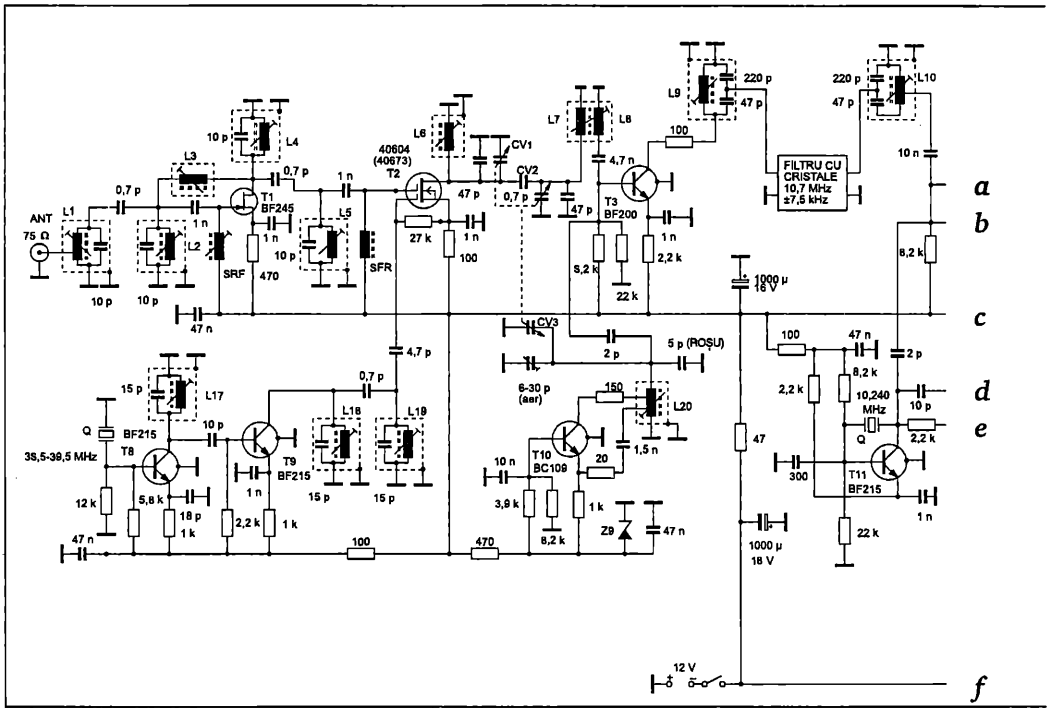 L9
220 p
47 p
220 p
47 p
L10
10 p
L4
L6
CV1
L7
L8
100
10 n
40604
(40673)
T2
L3
0,7 p
1 n
47 p
CV2
0,7 p
47 p
4,7 n
T3
BF200
FILTRU CU
CRISTALE
10,7 MHz
±7,5 kHz
a
ANT
75 Ω
L1
0,7 p
1 n
T1
BF245
L5
27 k
1 n
100
b
L2
SRF
1 n
470
10 p
SFR
S,2 k
22 k
1 n
2,2 k
1000 µ
16 V
8,2 k
10 p
10 p
47 n
c
CV3
2 p
5 p (ROȘU)
6-30 p
(aer)
100
47 n
8,2 k
2,2 k
2 p
4,7 p
0,7 p
15 p
L17
10,240
MHz
Q
10 p
d
e
2,2 k
Q
BF215
T8
3S,5-39,5 MHz
10 p
T9
BF215
L18
L19
150
L20
1,5 n
T10
BC109
20
47
T11
BF215
300
1 n
12 k
5,8 k
18 p
1 k
1 n
2,2 k
1 k
15 p
15 p
10 n
3,9 k
8,2 k
1 k
Z9
47 n
1000 µ
18 V
22 k
47 n
100
470
12 V
+
−
f